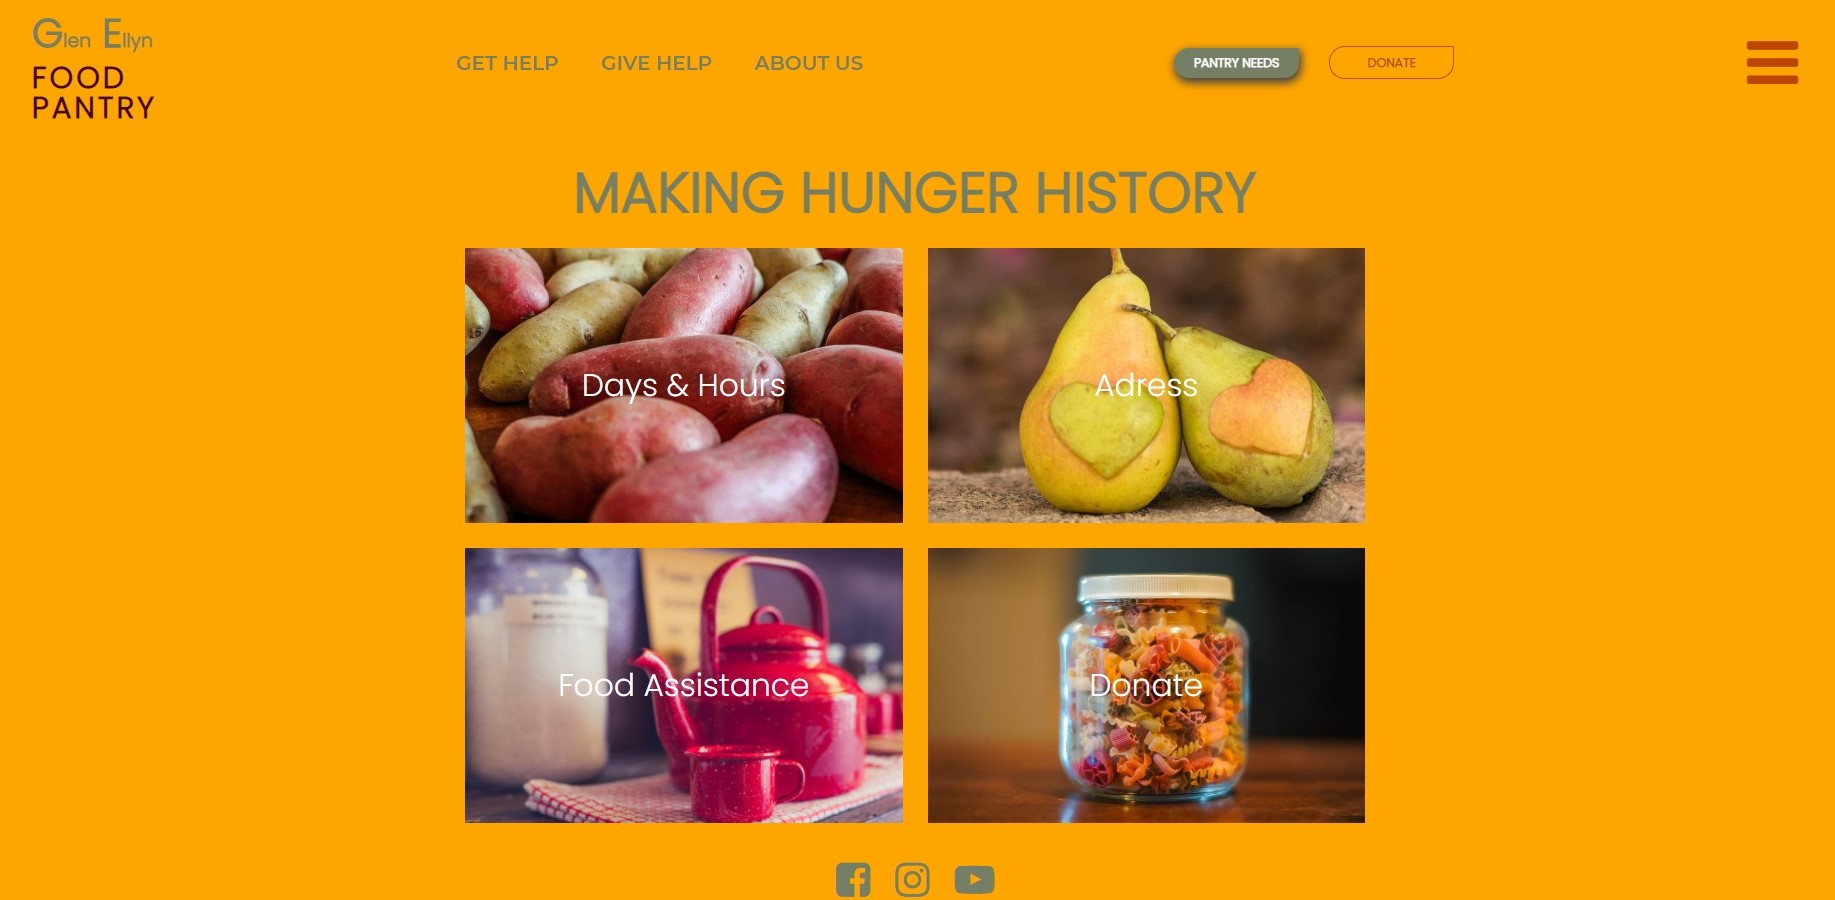 Glen Ellyn
FOOD
PANTRY
GET HELP
GIVE HELP
ABOUT US
PANTRY NEEDS
DONATE
MAKING HUNGER HISTORY
Days & Hours
Adress
Food Assistance
Donate